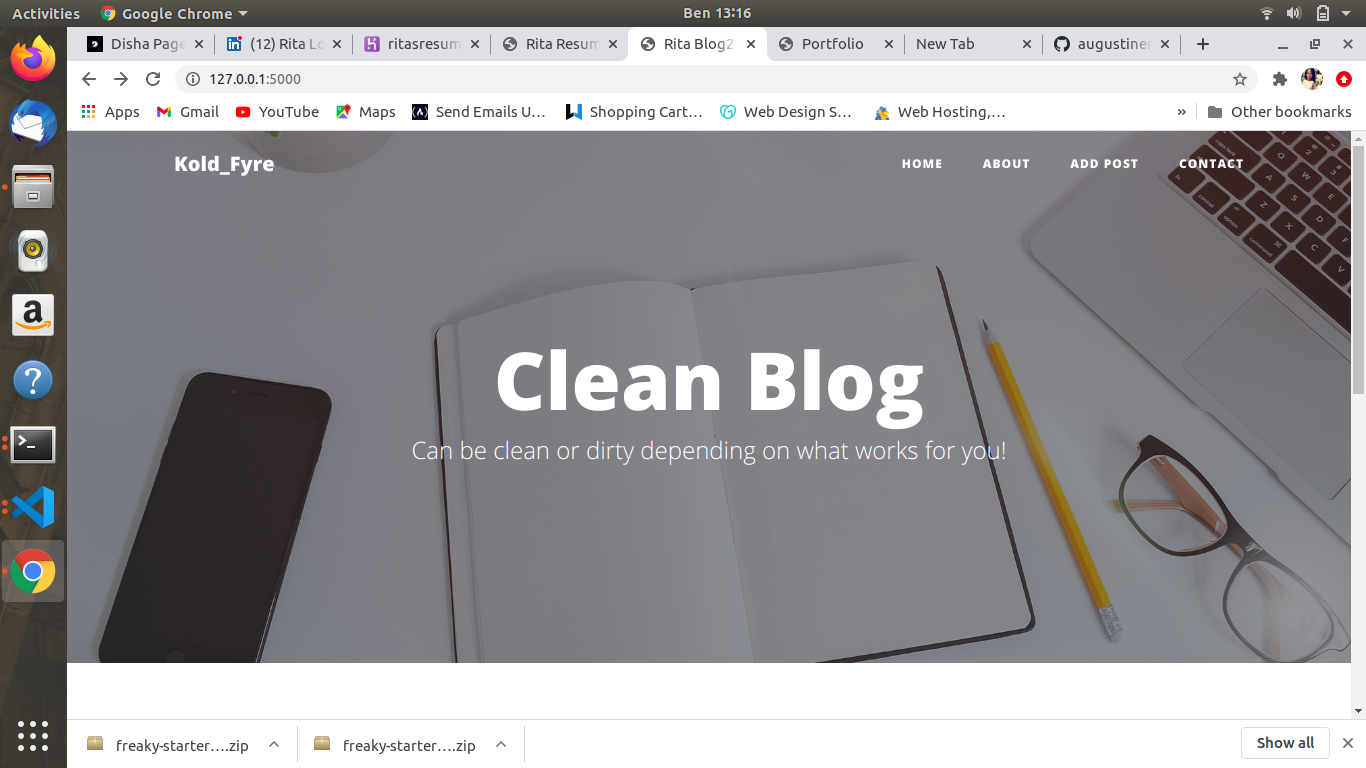 Activities
Google Chrome
Ben 13:16
Disha Page
(12) Rita Lo
ritasresum
Rita Resum
Rita Blog2
Portfolio
New Tab
augustiner
127.0.0.1:5000
Apps
Gmail
YouTube
Maps
Send Emails U…
Shopping Cart…
Web Design S…
Web Hosting,…
»
Other bookmarks
Kold_Fyre
HOME
ABOUT
ADD POST
CONTACT
Clean Blog
Can be clean or dirty depending on what works for you!
freaky-starter….zip
freaky-starter….zip
Show all